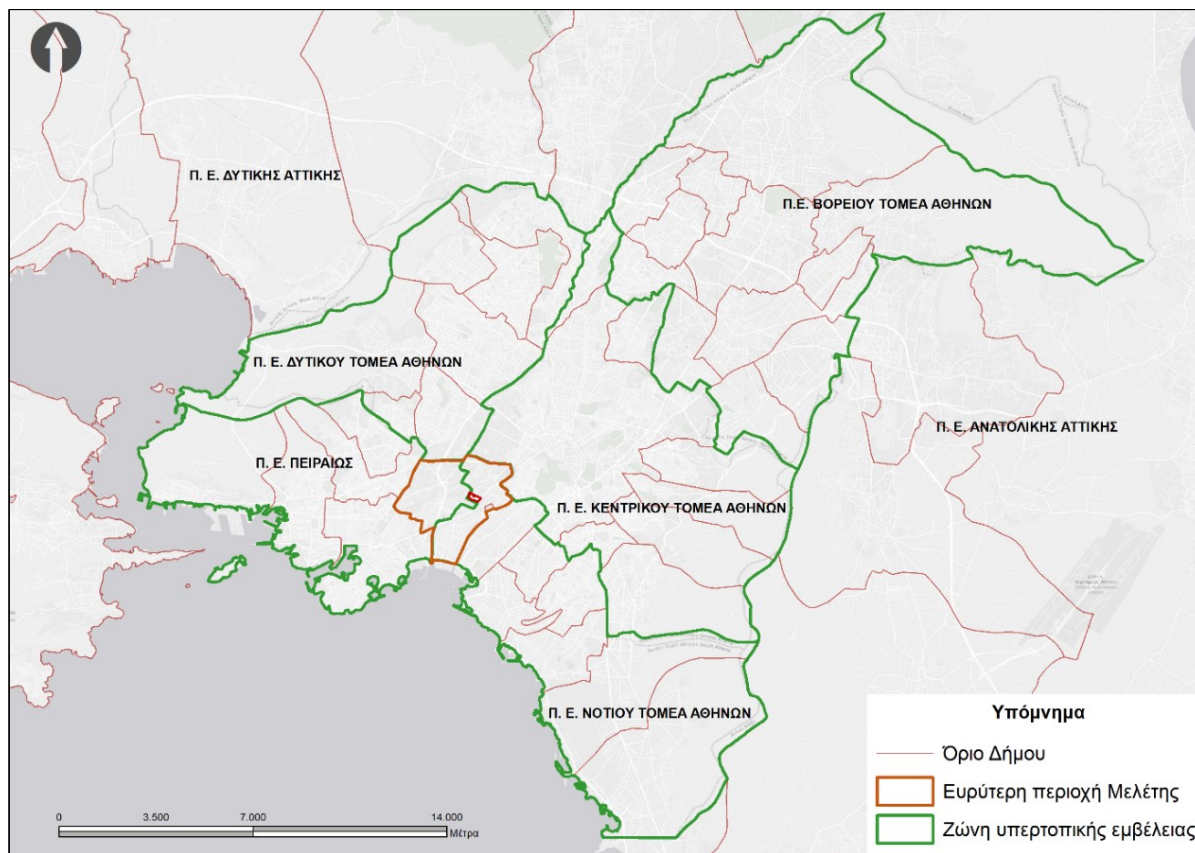 Π. Ε. ΔΥΤΙΚΗΣ ΑΤΤΙΚΗΣ
Π.Ε. ΒΟΡΕΙΟΥ ΤΟΜΕΑ ΑΘΗΝΩΝ
Π. Ε. ΔΥΤΙΚΟΥ ΤΟΜΕΑ ΑΘΗΝΩΝ
Π. Ε. ΑΝΑΤΟΛΙΚΗΣ ΑΤΤΙΚΗΣ
Π. Ε. ΠΕΙΡΑΙΩΣ
Π. Ε. ΚΕΝΤΡΙΚΟΥ ΤΟΜΕΑ ΑΘΗΝΩΝ
Π. Ε. ΝΟΤΙΟΥ ΤΟΜΕΑ ΑΘΗΝΩΝ
Υπόμνημα
Όριο Δήμου
Ευρύτερη περιοχή Μελέτης
Ζώνη υπερτοπικής εμβέλειας
0 3.500 7.000 14.000
Μέτρα